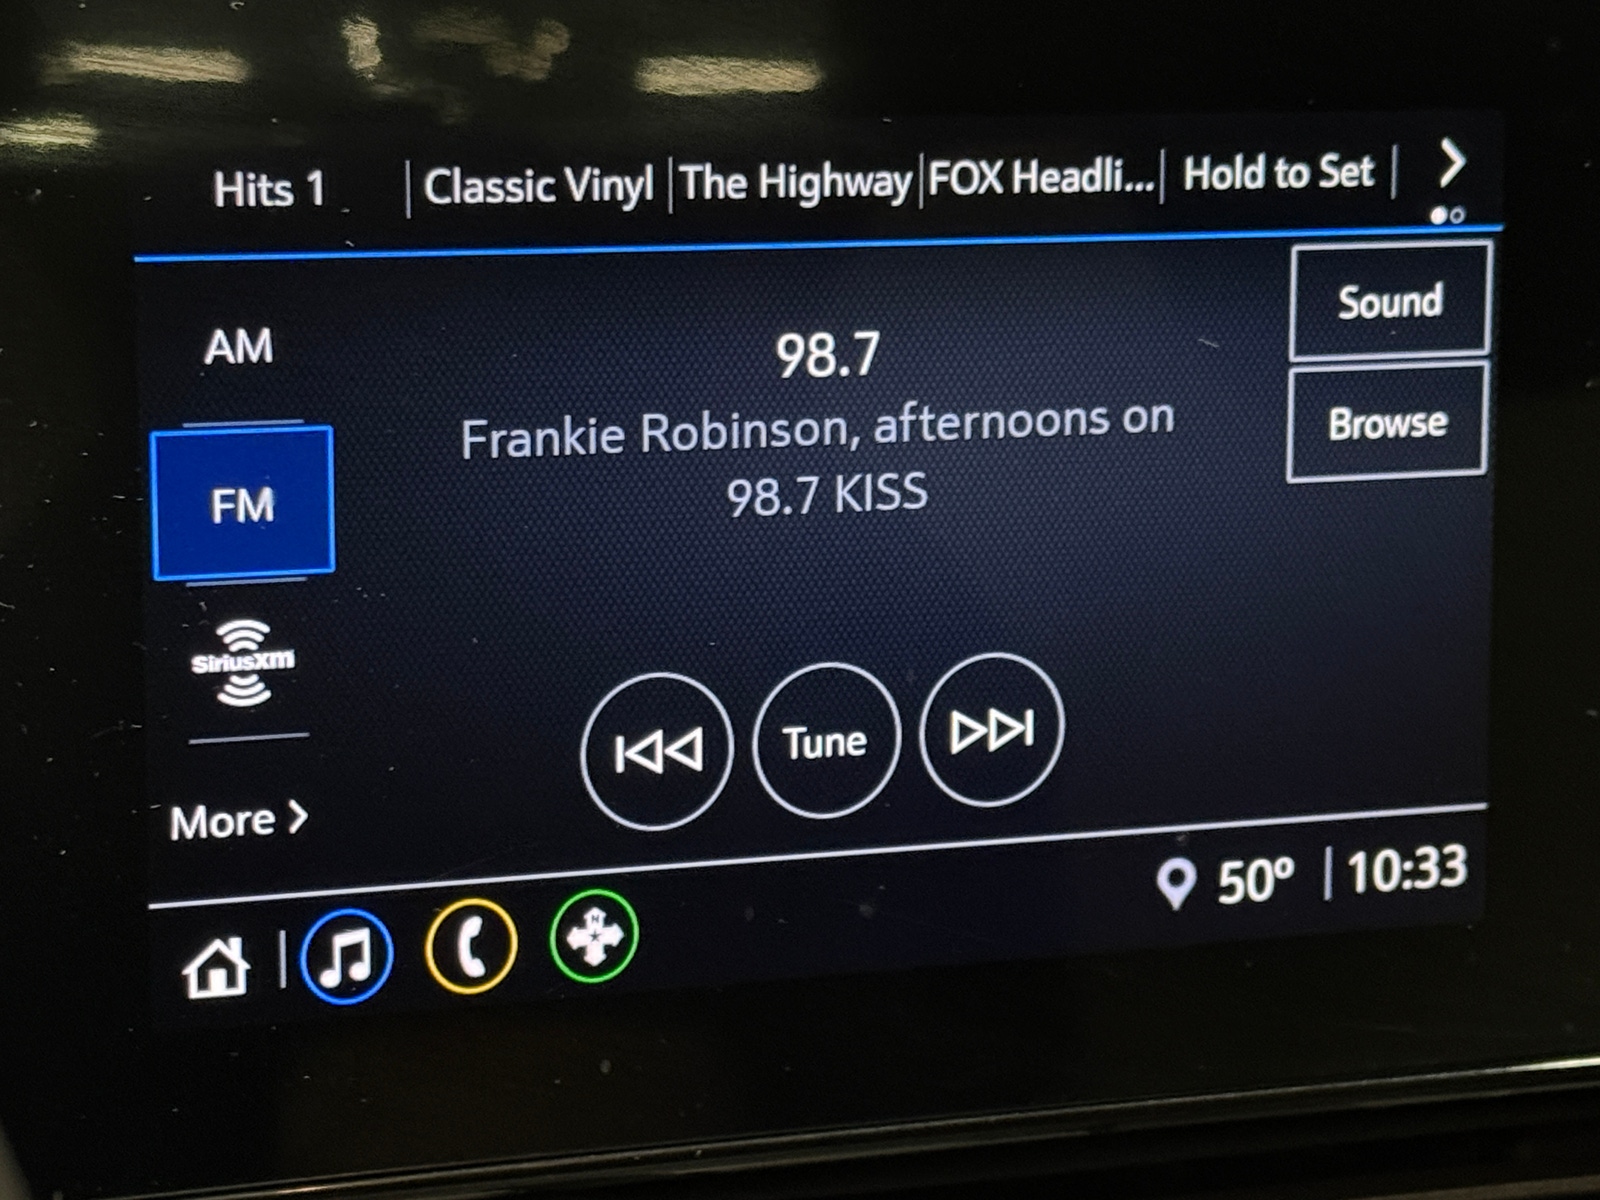 Hits 1 Classic Vinyl The Highway FOX Headli... Hold to Set
Sound
AM
98.7
Browse
Frankie Robinson, afternoons on
98.7 KISS
FM
SiriusXm
Tune
More
50° 10:33
N